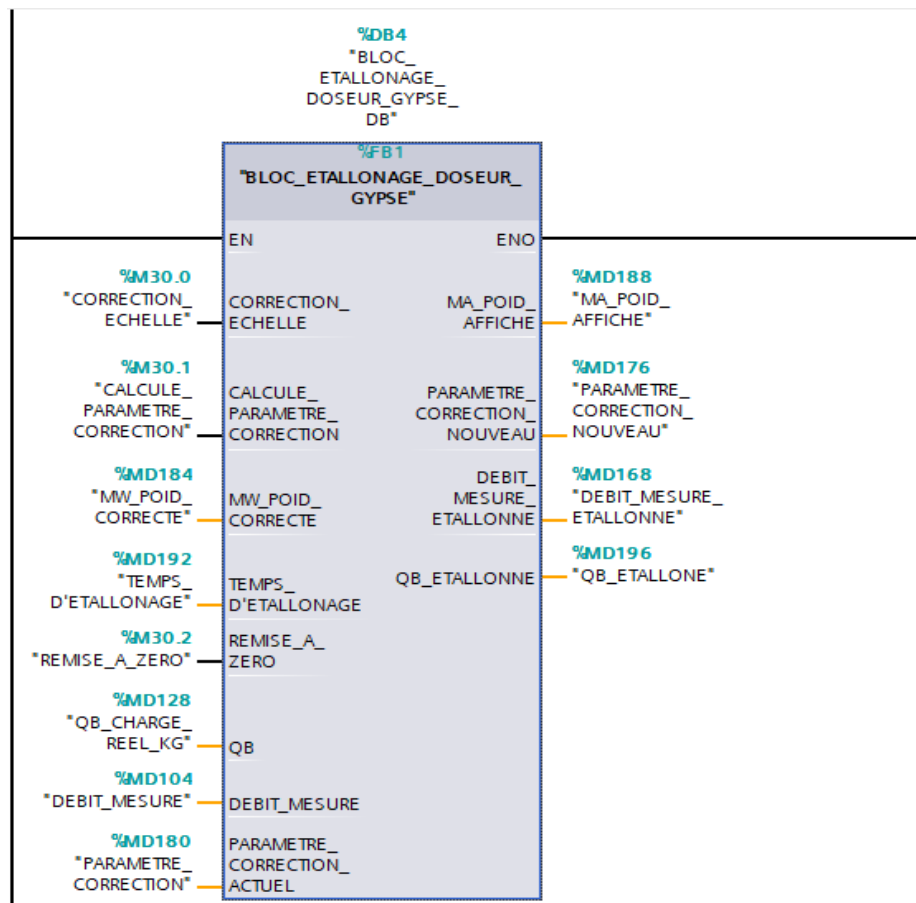 %DB4
"BLOC_
ETALLONAGE_
DOSEUR_GYPSE_
DB"
%FB1
"BLOC_ETALLONAGE_DOSEUR_
GYPSE"
EN
ENO
%M30.0
"CORRECTION_
ECHELLE"
CORRECTION_
ECHELLE
MA_POID_
AFFICHE
%MD188
"MA_POID_
AFFICHE"
%M30.1
"CALCULE_
PARAMETRE_
CORRECTION"
CALCULE_
PARAMETRE_
CORRECTION
PARAMETRE_
CORRECTION_
NOUVEAU
%MD176
"PARAMETRE_
CORRECTION_
NOUVEAU"
%MD184
"MW_POID_
CORRECTE"
MW_POID_
CORRECTE
DEBIT_
MESURE_
ETALLONNE
%MD168
"DEBIT_MESURE_
ETALLONNE"
%MD192
"TEMPS_
D'ETALLONAGE"
TEMPS_
D'ETALLONAGE
QB_ETALLONNE
%MD196
"QB_ETALLONE"
%M30.2
"REMISE_A_ZERO"
REMISE_A_
ZERO
%MD128
"QB_CHARGE_
REEL_KG"
QB
%MD104
"DEBIT_MESURE"
DEBIT_MESURE
%MD180
"PARAMETRE_
CORRECTION"
PARAMETRE_
CORRECTION_
ACTUEL